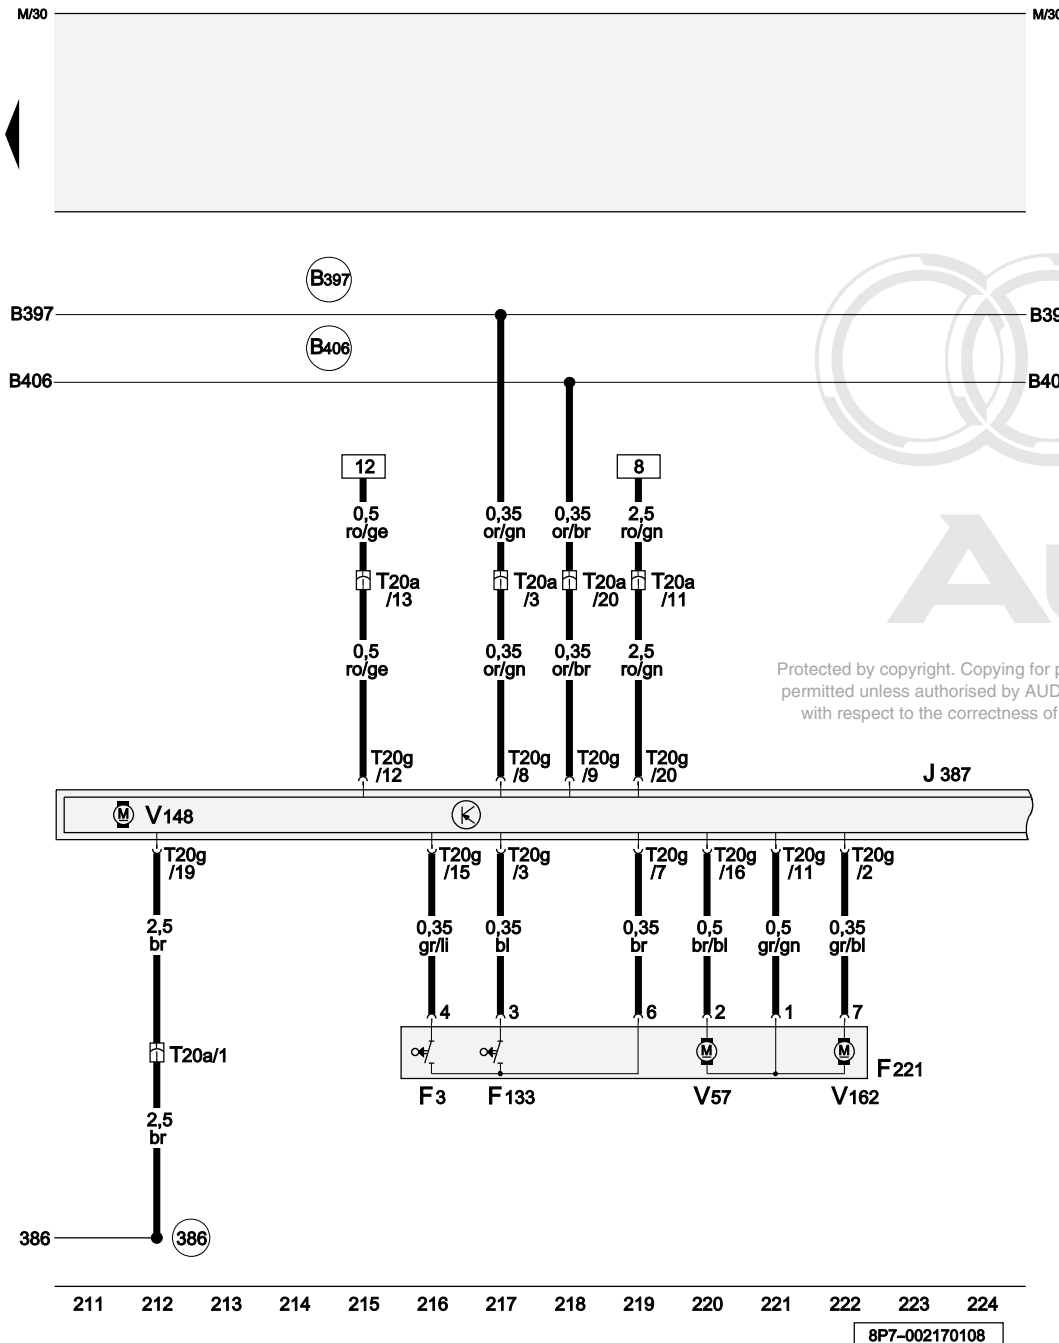 M/30 M/30
B397
B397 B39
B406
B406 B40
12 8
0,5 0,35 0,35 2,5
ro/ge or/gn or/br ro/gn
T20a T20a T20a T20a
/13 /3 /20 /11
0,5 0,35 0,35 2,5
ro/ge or/gn or/br ro/gn
Au
Protected by copyright. Copying for p
permitted unless authorised by AUD
with respect to the correctness of
T20g T20g T20g T20g
/12 /8 /9 /20
J 387
M V148
T20g T20g T20g T20g T20g T20g T20g
/19 /15 /3 /7 /16 /11 /2
2,5 0,35 0,35 0,35 0,5 0,5 0,35
br gr/li bl br br/bl gr/gn gr/bl
4 3 6 2 1 7
T20a/1
M M
F221
F3 F133 V57 V162
2,5
br
386 386
211 212 213 214 215 216 217 218 219 220 221 222 223 224
8P7-002170108